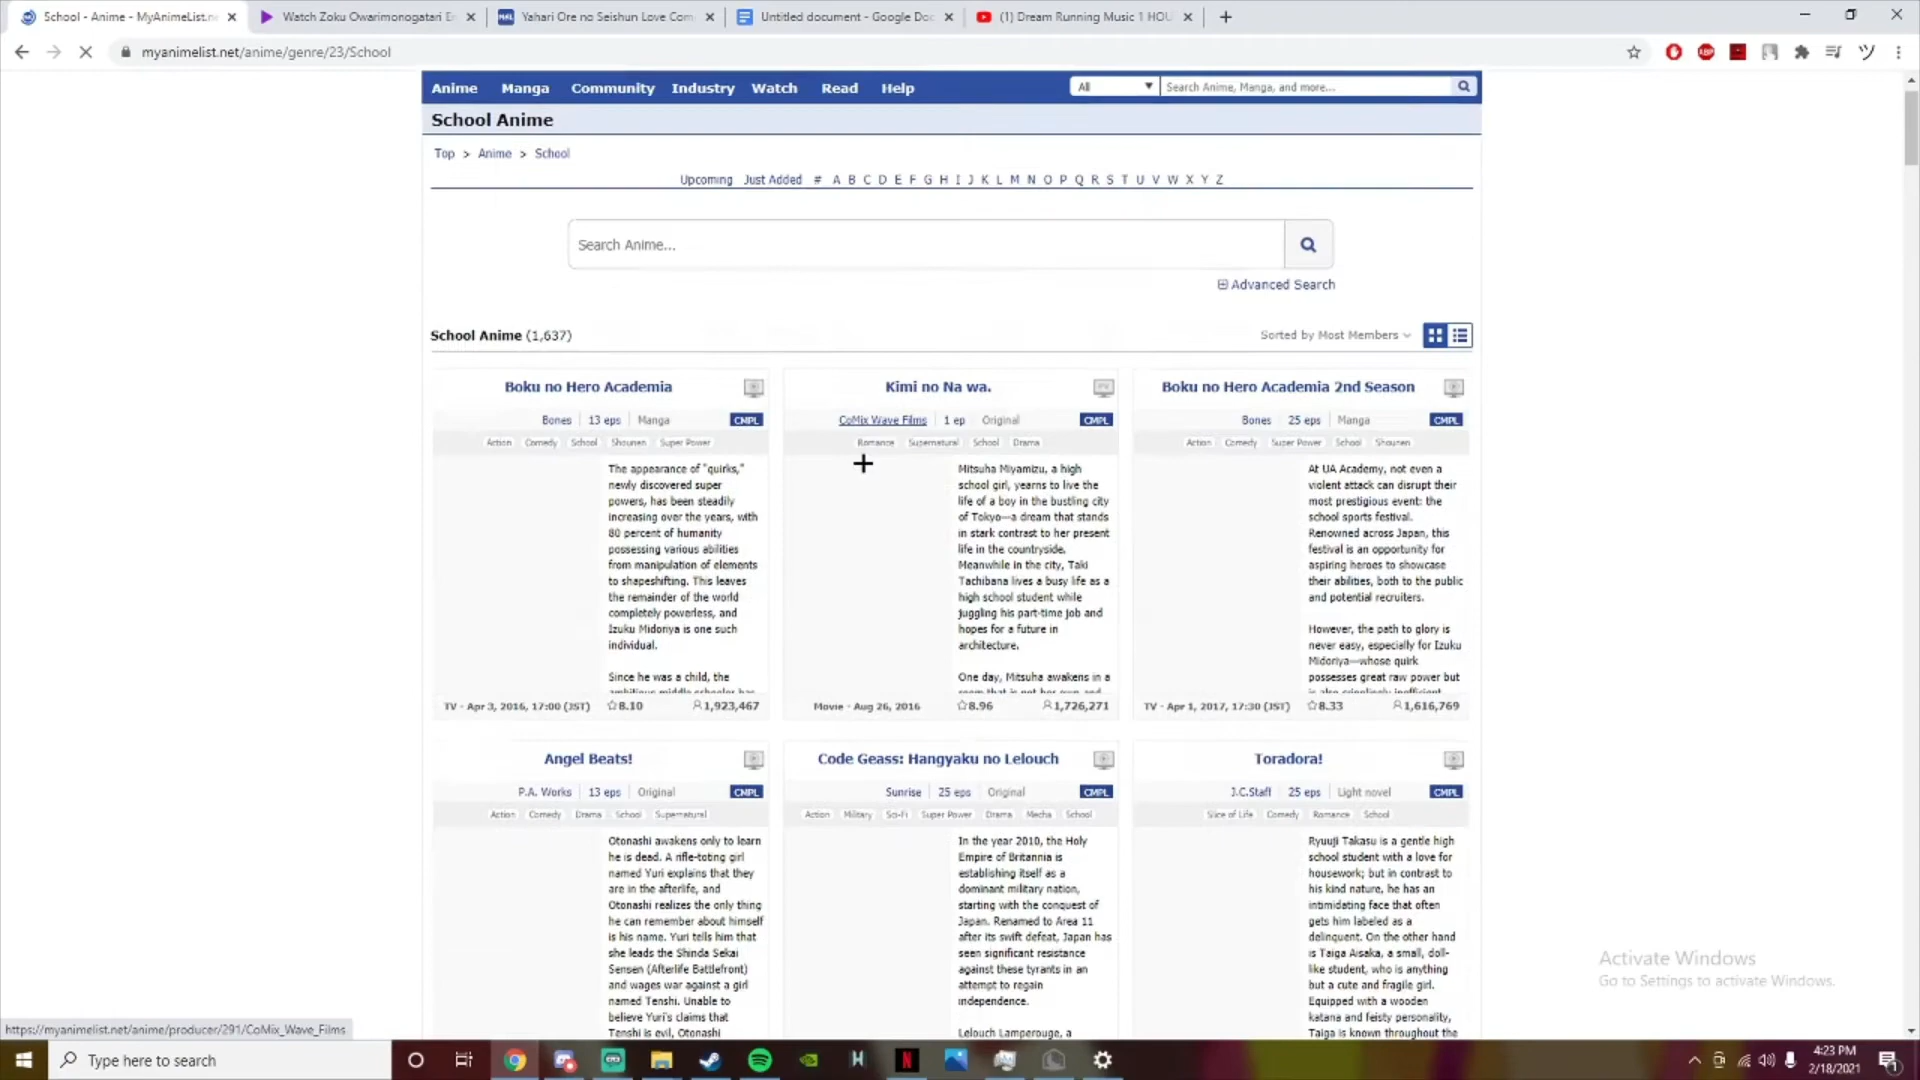 School - Anime - MyAnimeList.ne
Watch Zoku Owarimonogatari E
Yahari Ore no Seishun Love Com
Untitled document - Google Doc
(1) Dream Running Music 1 HOU
myanimelist.net/anime/genre/23/School
Anime Manga Community Industry Watch Read Help
All
Search Anime, Manga, and more...
School Anime
Top > Anime > School
Upcoming Just Added # A B C D E F G H I J K L M N O P Q R S T U V W X Y Z
Search Anime...
Advanced Search
School Anime (1,637)
Sorted by Most Members
Boku no Hero Academia
Bones 13 eps Manga CMPL
Action Comedy School Shounen Super Power
The appearance of "quirks,"
newly discovered super
powers, has been steadily
increasing over the years, with
80 percent of humanity
possessing various abilities
from manipulation of elements
to shapeshifting. This leaves
the remainder of the world
completely powerless, and
Izuku Midoriya is one such
individual.
Since he was a child, the
ambitious middle schooler has
TV - Apr 3, 2016, 17:00 (JST) 8.10 1,923,467
Kimi no Na wa.
CoMix Wave Films 1 ep Original CMPL
Romance Supernatural School Drama
Mitsuha Miyamizu, a high
school girl, yearns to live the
life of a boy in the bustling city
of Tokyo—a dream that stands
in stark contrast to her present
life in the countryside.
Meanwhile in the city, Taki
Tachibana lives a busy life as a
high school student while
juggling his part-time job and
hopes for a future in
architecture.
One day, Mitsuha awakens in a
room that is not her own and
Movie - Aug 26, 2016 8.96 1,726,271
Boku no Hero Academia 2nd Season
Bones 25 eps Manga CMPL
Action Comedy Super Power School Shounen
At UA Academy, not even a
violent attack can disrupt their
most prestigious event: the
school sports festival.
Renowned across Japan, this
festival is an opportunity for
aspiring heroes to showcase
their abilities, both to the public
and potential recruiters.
However, the path to glory is
never easy, especially for Izuku
Midoriya—whose quirk
possesses great raw power but
is also cripplingly inefficient.
TV - Apr 1, 2017, 17:30 (JST) 8.33 1,616,769
Angel Beats!
P.A. Works 13 eps Original CMPL
Action Comedy Drama School Supernatural
Otonashi awakens only to learn
he is dead. A rifle-toting girl
named Yuri explains that they
are in the afterlife, and
Otonashi realizes the only thing
he can remember about himself
is his name. Yuri tells him that
she leads the Shinda Sekai
Sensen (Afterlife Battlefront)
and wages war against a girl
named Tenshi. Unable to
believe Yuri's claims that
Tenshi is evil, Otonashi
Code Geass: Hangyaku no Lelouch
Sunrise 25 eps Original CMPL
Action Military Sci-Fi Super Power Drama Mecha School
In the year 2010, the Holy
Empire of Britannia is
establishing itself as a
dominant military nation,
starting with the conquest of
Japan. Renamed to Area 11
after its swift defeat, Japan has
seen significant resistance
against these tyrants in an
attempt to regain
independence.
Lelouch Lamperouge, a
Toradora!
J.C.Staff 25 eps Light novel CMPL
Slice of Life Comedy Romance School
Ryuuji Takasu is a gentle high
school student with a love for
housework; but in contrast to
his kind nature, he has an
intimidating face that often
gets him labeled as a
delinquent. On the other hand
is Taiga Aisaka, a small, doll-
like student, who is anything
but a cute and fragile girl.
Equipped with a wooden
katana and feisty personality,
Taiga is known throughout the
Activate Windows
Go to Settings to activate Windows.
https://myanimelist.net/anime/producer/291/CoMix_Wave_Films
Type here to search
4:23 PM
2/18/2021